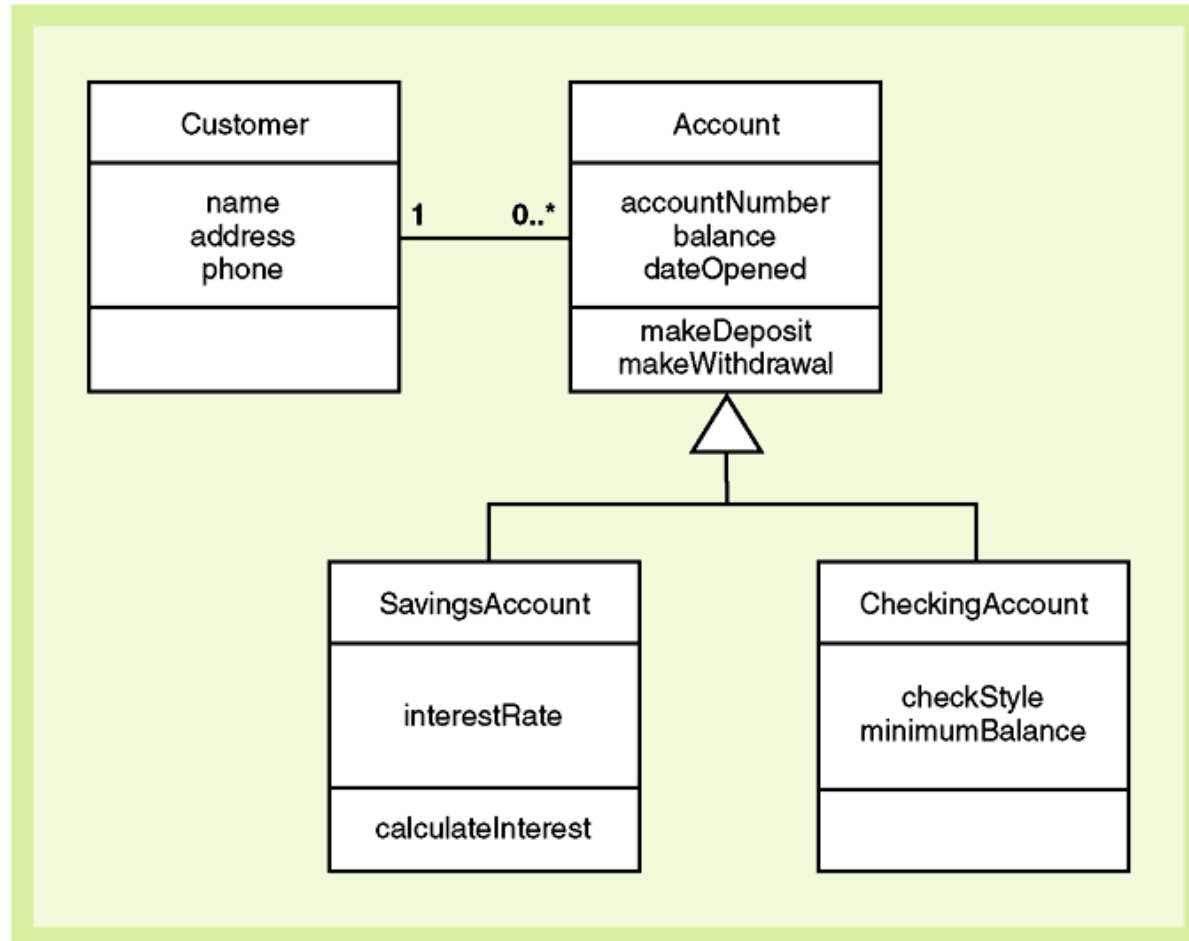 Customer
name
address
phone
1
0..*
Account
accountNumber
balance
dateOpened
makeDeposit
makeWithdrawal
SavingsAccount
interestRate
calculateInterest
CheckingAccount
checkStyle
minimumBalance